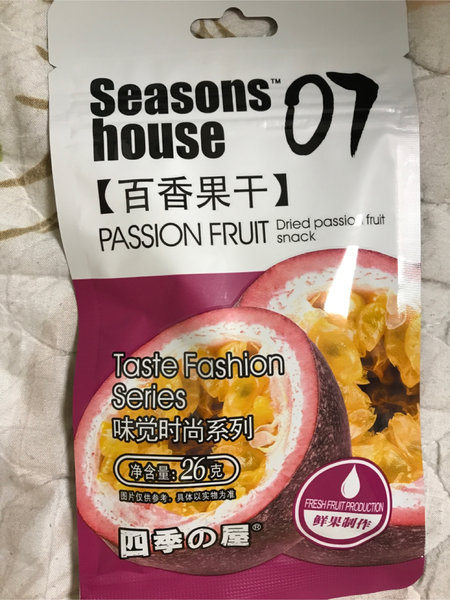 Seasons™
house
07
【百香果干】
PASSION FRUIT
Dried passion fruit
snack
Taste Fashion
Series
味觉时尚系列
净含量: 26克
图片仅供参考，具体以实物为准
FRESH FRUIT PRODUCTION
鲜果制作
四季の屋®